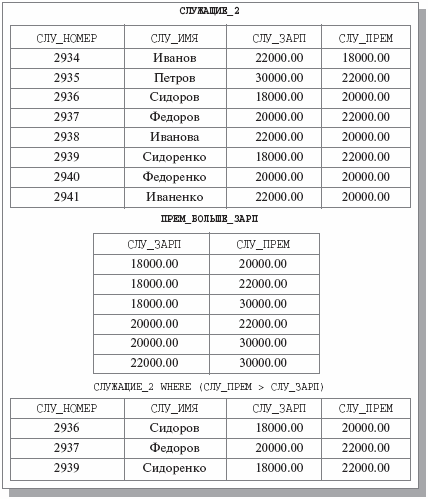 СЛУЖАЩИЕ_2
СЛУ_НОМЕР СЛУ_ИМЯ СЛУ_ЗАРП СЛУ_ПРЕМ
2934 Иванов 22000.00 18000.00
2935 Петров 30000.00 22000.00
2936 Сидоров 18000.00 20000.00
2937 Федоров 20000.00 22000.00
2938 Иванова 22000.00 20000.00
2939 Сидоренко 18000.00 22000.00
2940 Федоренко 20000.00 20000.00
2941 Иваненко 22000.00 20000.00
ПРЕМ_БОЛЬШЕ_ЗАРП
СЛУ_ЗАРП СЛУ_ПРЕМ
18000.00 20000.00
18000.00 22000.00
18000.00 30000.00
20000.00 22000.00
20000.00 30000.00
22000.00 30000.00
СЛУЖАЩИЕ_2 WHERE (СЛУ_ПРЕМ > СЛУ_ЗАРП)
СЛУ_НОМЕР СЛУ_ИМЯ СЛУ_ЗАРП СЛУ_ПРЕМ
2936 Сидоров 18000.00 20000.00
2937 Федоров 20000.00 22000.00
2939 Сидоренко 18000.00 22000.00